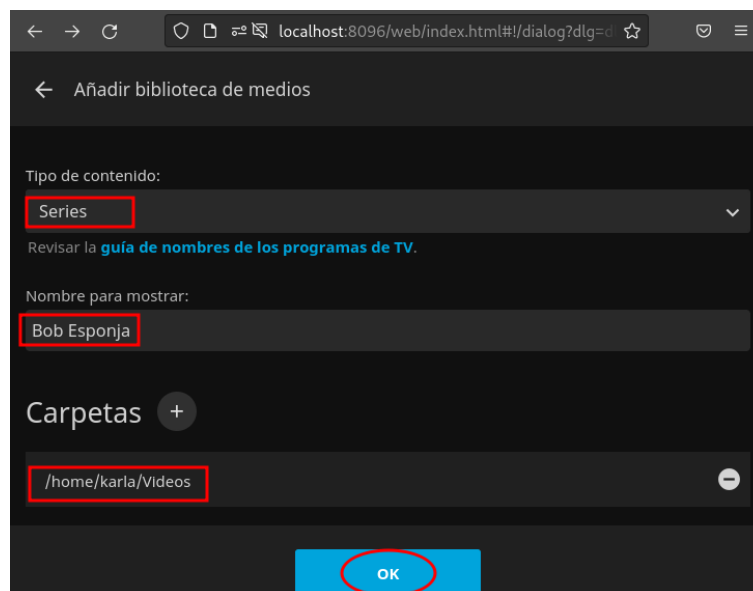 localhost:8096/web/index.html#!/dialog?dlg=d
Añadir biblioteca de medios
Tipo de contenido:
Series
Revisar la guía de nombres de los programas de TV.
Nombre para mostrar:
Bob Esponja
Carpetas +
/home/karla/Videos
OK